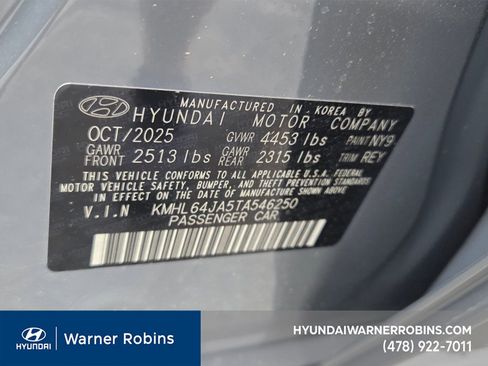 MANUFACTURED IN KOREA BY
HYUNDAI MOTOR COMPANY
OCT/2025 GVWR 4453 lbs PAINT NY9
GAWR FRONT 2513 lbs GAWR REAR 2315 lbs TRIM REY
THIS VEHICLE CONFORMS TO ALL APPLICABLE U.S.A. FEDERAL
MOTOR VEHICLE SAFETY, BUMPER, AND THEFT PREVENTION STANDARDS
IN EFFECT ON THE DATE OF MANUFACTURE SHOWN ABOVE.
V.I.N KMHL64JA5TA546250
PASSENGER CAR
HYUNDAI Warner Robins
HYUNDAIWARNERROBINS.COM
(478) 922-7011